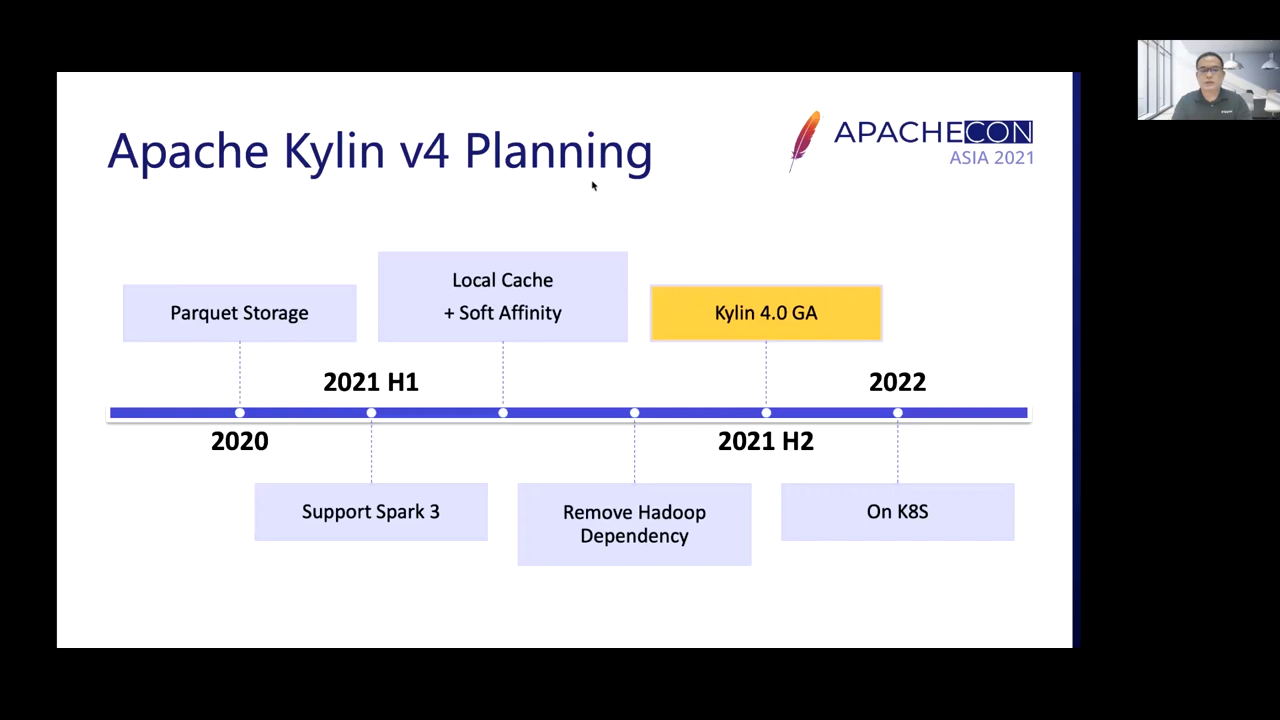 Apache Kylin v4 Planning
APACHECON
ASIA 2021
Parquet Storage
Local Cache
+ Soft Affinity
Kylin 4.0 GA
2021 H1
2022
2020
2021 H2
Support Spark 3
Remove Hadoop
Dependency
On K8S